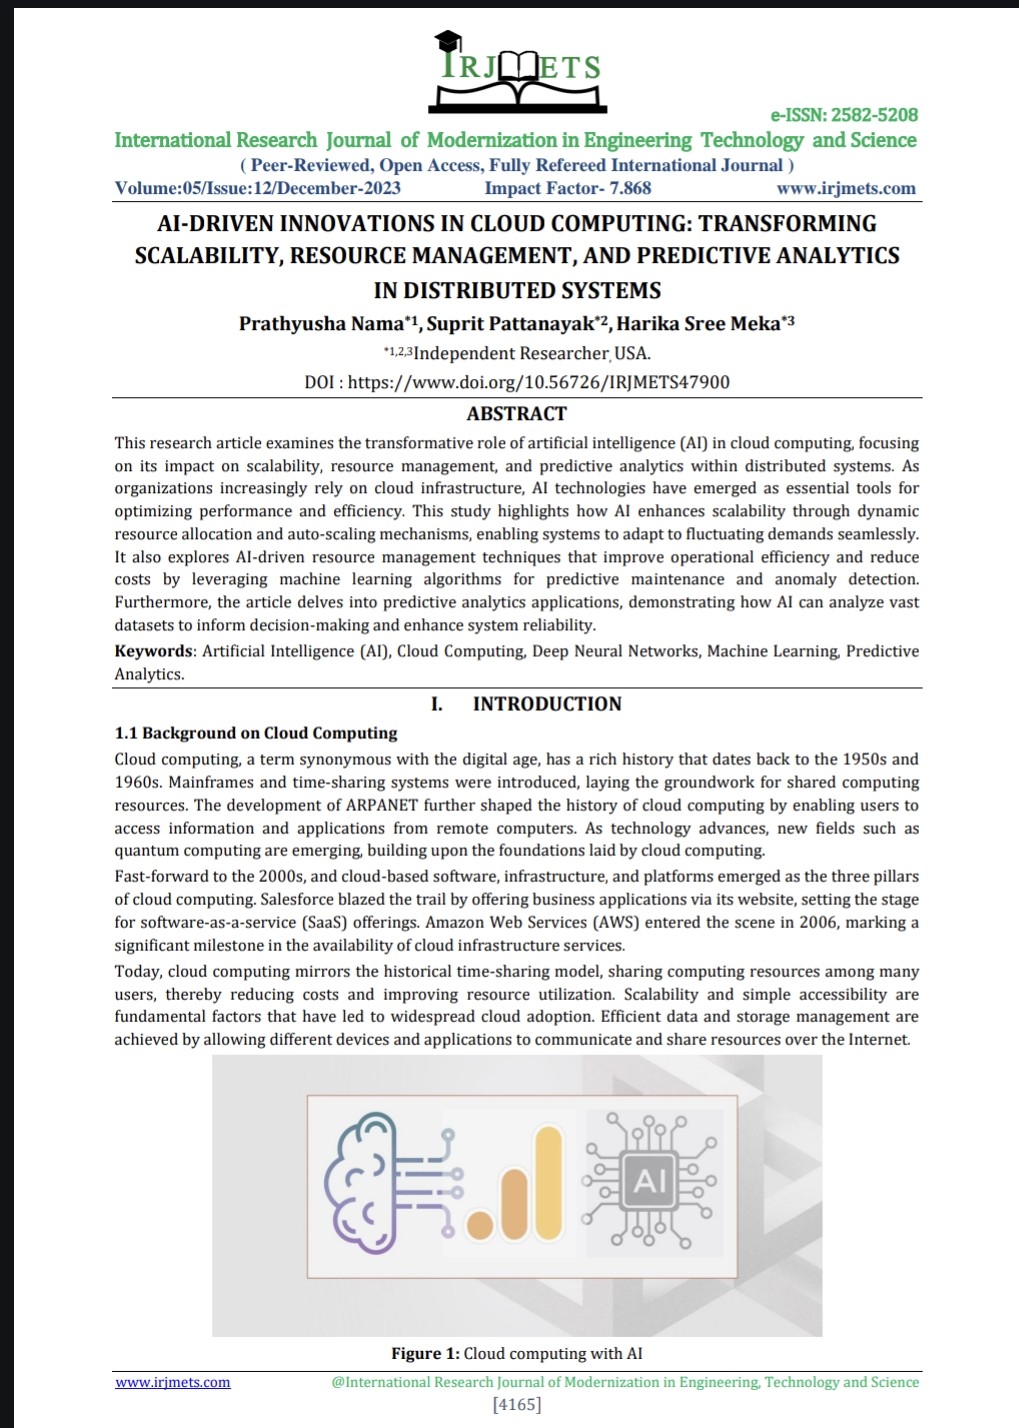 IRJMETS
e-ISSN: 2582-5208
International Research Journal of Modernization in Engineering Technology and Science
( Peer-Reviewed, Open Access, Fully Refereed International Journal )
Volume:05/Issue:12/December-2023 Impact Factor- 7.868 www.irjmets.com
AI-DRIVEN INNOVATIONS IN CLOUD COMPUTING: TRANSFORMING
SCALABILITY, RESOURCE MANAGEMENT, AND PREDICTIVE ANALYTICS
IN DISTRIBUTED SYSTEMS
Prathyusha Nama*1, Suprit Pattanayak*2, Harika Sree Meka*3
*1,2,3Independent Researcher, USA.
DOI : https://www.doi.org/10.56726/IRJMETS47900
ABSTRACT
This research article examines the transformative role of artificial intelligence (AI) in cloud computing, focusing
on its impact on scalability, resource management, and predictive analytics within distributed systems. As
organizations increasingly rely on cloud infrastructure, AI technologies have emerged as essential tools for
optimizing performance and efficiency. This study highlights how AI enhances scalability through dynamic
resource allocation and auto-scaling mechanisms, enabling systems to adapt to fluctuating demands seamlessly.
It also explores AI-driven resource management techniques that improve operational efficiency and reduce
costs by leveraging machine learning algorithms for predictive maintenance and anomaly detection.
Furthermore, the article delves into predictive analytics applications, demonstrating how AI can analyze vast
datasets to inform decision-making and enhance system reliability.
Keywords: Artificial Intelligence (AI), Cloud Computing, Deep Neural Networks, Machine Learning, Predictive
Analytics.
I. INTRODUCTION
1.1 Background on Cloud Computing
Cloud computing, a term synonymous with the digital age, has a rich history that dates back to the 1950s and
1960s. Mainframes and time-sharing systems were introduced, laying the groundwork for shared computing
resources. The development of ARPANET further shaped the history of cloud computing by enabling users to
access information and applications from remote computers. As technology advances, new fields such as
quantum computing are emerging, building upon the foundations laid by cloud computing.
Fast-forward to the 2000s, and cloud-based software, infrastructure, and platforms emerged as the three pillars
of cloud computing. Salesforce blazed the trail by offering business applications via its website, setting the stage
for software-as-a-service (SaaS) offerings. Amazon Web Services (AWS) entered the scene in 2006, marking a
significant milestone in the availability of cloud infrastructure services.
Today, cloud computing mirrors the historical time-sharing model, sharing computing resources among many
users, thereby reducing costs and improving resource utilization. Scalability and simple accessibility are
fundamental factors that have led to widespread cloud adoption. Efficient data and storage management are
achieved by allowing different devices and applications to communicate and share resources over the Internet.
AI
Figure 1: Cloud computing with AI
www.irjmets.com @International Research Journal of Modernization in Engineering, Technology and Science
[4165]